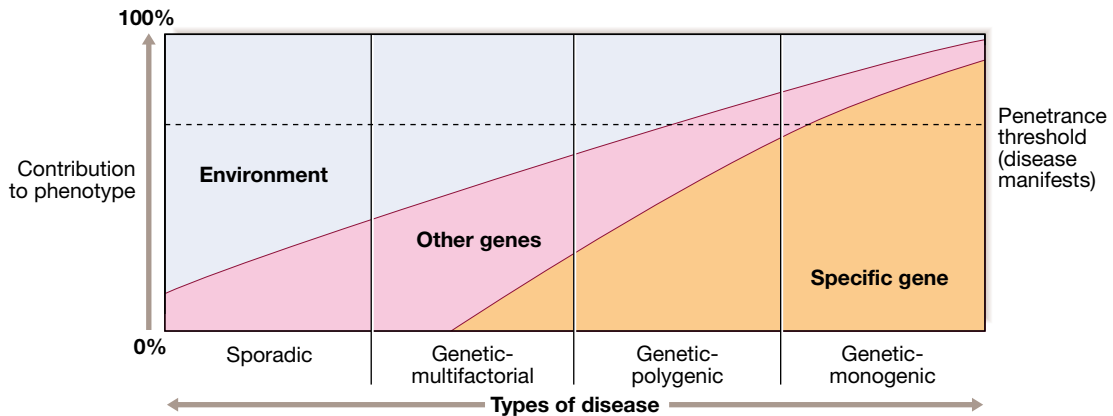 100%
Contribution
to phenotype
Environment
Other genes
Specific gene
Penetrance
threshold
(disease
manifests)
0%
Sporadic
Genetic-
multifactorial
Genetic-
polygenic
Genetic-
monogenic
Types of disease